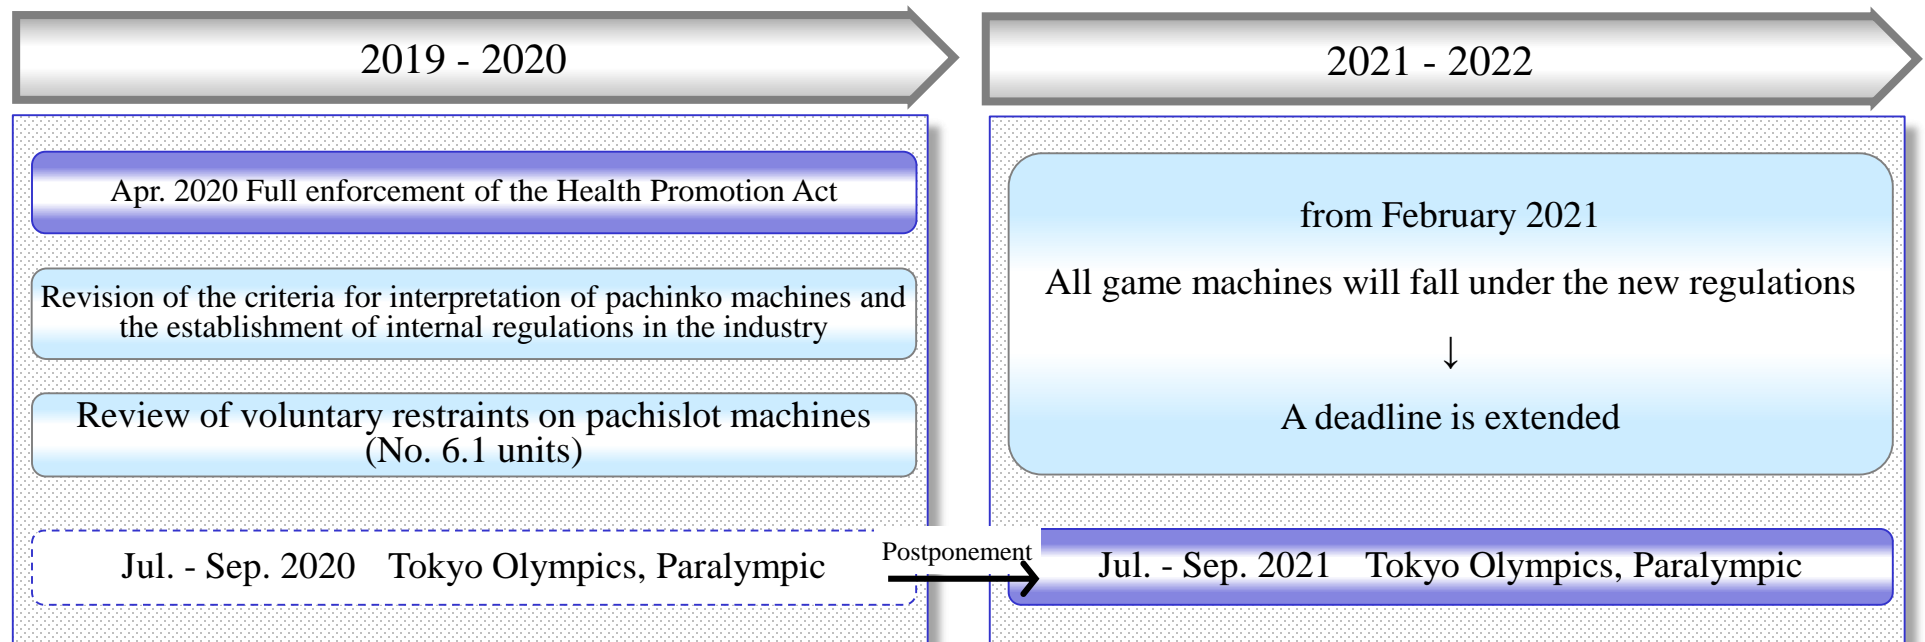 2019 - 2020
Apr. 2020 Full enforcement of the Health Promotion Act
Revision of the criteria for interpretation of pachinko machines and
the establishment of internal regulations in the industry
Review of voluntary restraints on pachislot machines
(No. 6.1 units)
Jul. - Sep. 2020 Tokyo Olympics, Paralympic
Postponement
2021 - 2022
from February 2021
All game machines will fall under the new regulations
↓
A deadline is extended
Jul. - Sep. 2021 Tokyo Olympics, Paralympic